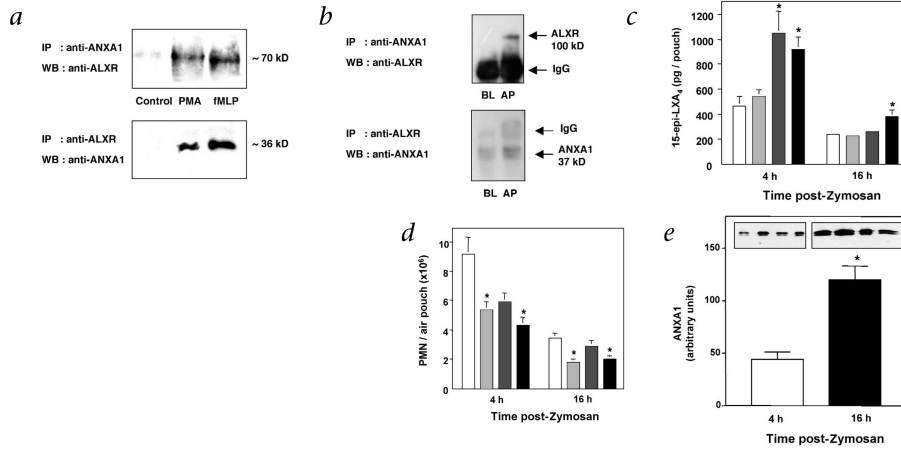 a
IP : anti-ANXA1
WB : anti-ALXR
~ 70 kD
Control PMA fMLP
IP : anti-ALXR
WB : anti-ANXA1
~ 36 kD
b
IP : anti-ANXA1
WB : anti-ALXR
ALXR
100 kD
IgG
BL AP
IP : anti-ALXR
WB : anti-ANXA1
IgG
ANXA1
37 kD
BL AP
c
15-epi-LXA4
(pg / pouch)
1200
1000
800
600
400
200
0
* * *
4 h 16 h
Time post-Zymosan
d
PMN / air pouch (x10⁶)
10
8
6
4
2
0
* * * *
4 h 16 h
Time post-Zymosan
e
ANXA1
(arbitrary units)
150
100
50
0
*
4 h 16 h
Time post-Zymosan